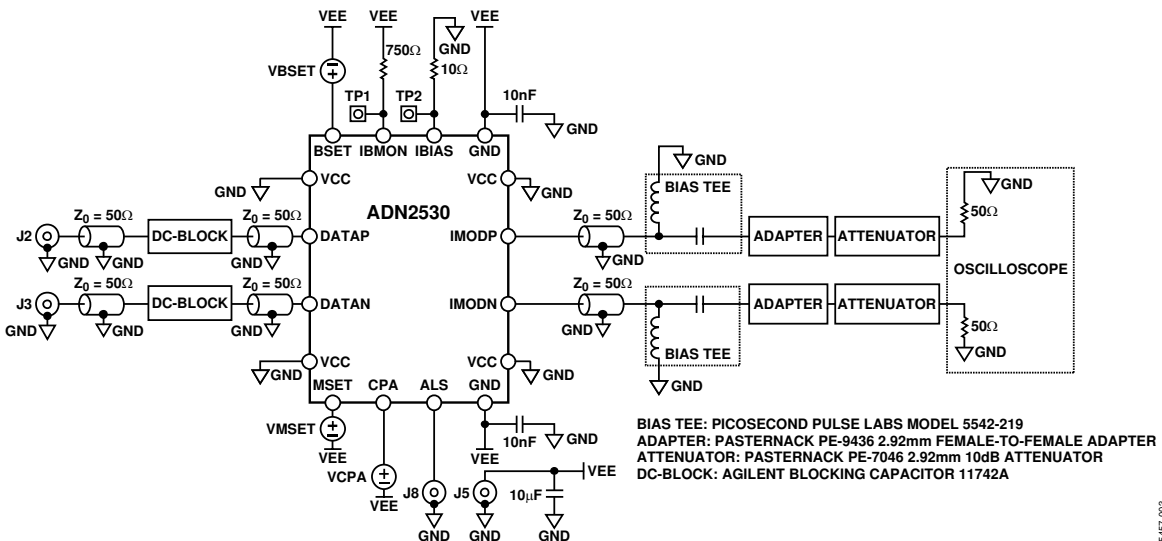 VEE VEE VEE
GND
750Ω
10Ω
VBSET
TP1 TP2
10nF
GND
BSET IBMON IBIAS GND
GND VCC VCC GND
ADN2530
GND
BIAS TEE
GND
50Ω
J2 Z0 = 50Ω DC-BLOCK Z0 = 50Ω DATAP IMODP Z0 = 50Ω ADAPTER ATTENUATOR
GND GND GND GND
OSCILLOSCOPE
J3 Z0 = 50Ω DC-BLOCK Z0 = 50Ω DATAN IMODN Z0 = 50Ω ADAPTER ATTENUATOR
GND GND GND GND
50Ω
GND
BIAS TEE
GND
GND VCC VCC GND
MSET CPA ALS GND
VMSET
VEE
10nF
GND
VEE
VCPA
VEE
J8
GND
J5
GND
10µF
VEE
GND
BIAS TEE: PICOSECOND PULSE LABS MODEL 5542-219
ADAPTER: PASTERNACK PE-9436 2.92mm FEMALE-TO-FEMALE ADAPTER
ATTENUATOR: PASTERNACK PE-7046 2.92mm 10dB ATTENUATOR
DC-BLOCK: AGILENT BLOCKING CAPACITOR 11742A